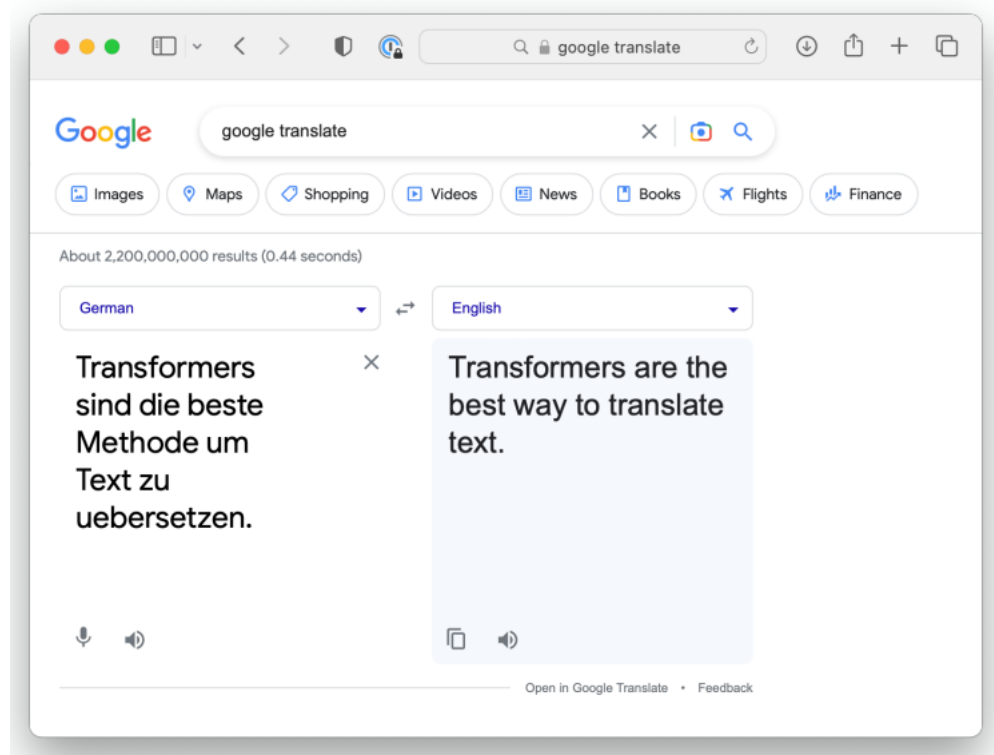 google translate
Google
google translate
Images
Maps
Shopping
Videos
News
Books
Flights
Finance
About 2,200,000,000 results (0.44 seconds)
German
English
Transformers
sind die beste
Methode um
Text zu
uebersetzen.
Transformers are the
best way to translate
text.
Open in Google Translate • Feedback